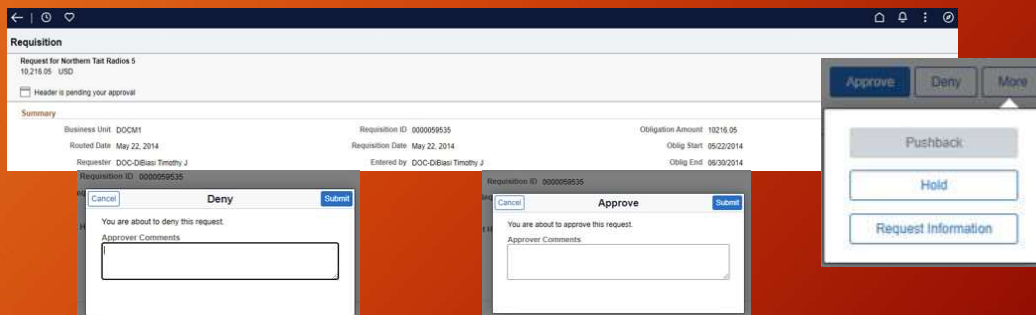 Requisition
Request for Northern Tait Radios 5
10,216.05 USD
Header is pending your approval
Summary
Business Unit DOCM1 Requisition ID 0000059535 Obligation Amount 10216.05
Routed Date May 22, 2014 Requisition Date May 22, 2014 Oblig Start 05/22/2014
Requester DOC-DiBiasi Timothy J Entered by DOC-DiBiasi Timothy J Oblig End 06/30/2014
Approve Deny More
Pushback
Hold
Request Information
Requisition ID 0000059535
Cancel Deny Submit
You are about to deny this request.
Approver Comments
Requisition ID 0000059535
Cancel Approve Submit
You are about to approve this request.
Approver Comments